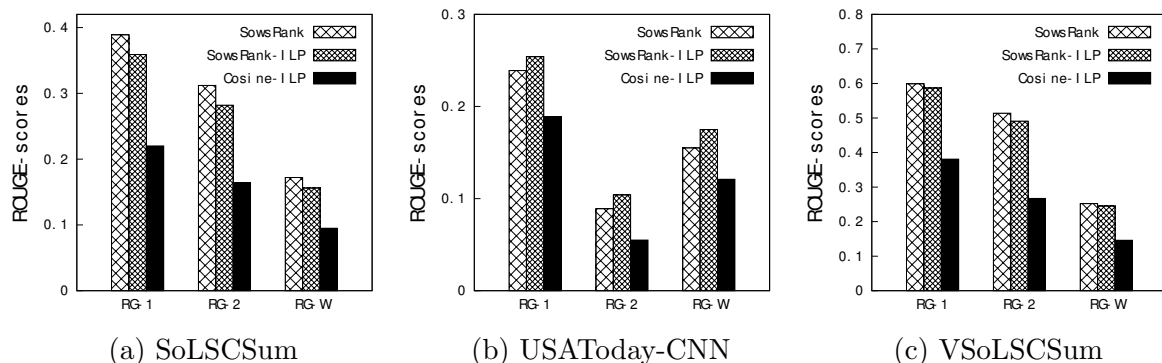 ROUGE-scores
0.4
0.3
0.2
0.1
0
SowsRank
SowsRank-ILP
Cosine-ILP
RG-1 RG-2 RG-W
(a) SoLSCSum
ROUGE-scores
0.3
0.2
0.1
0
SowsRank
SowsRank-ILP
Cosine-ILP
RG-1 RG-2 RG-W
(b) USAToday-CNN
ROUGE-scores
0.8
0.7
0.6
0.5
0.4
0.3
0.2
0.1
0
SowsRank
SowsRank-ILP
Cosine-ILP
RG-1 RG-2 RG-W
(c) VSoLSCSum